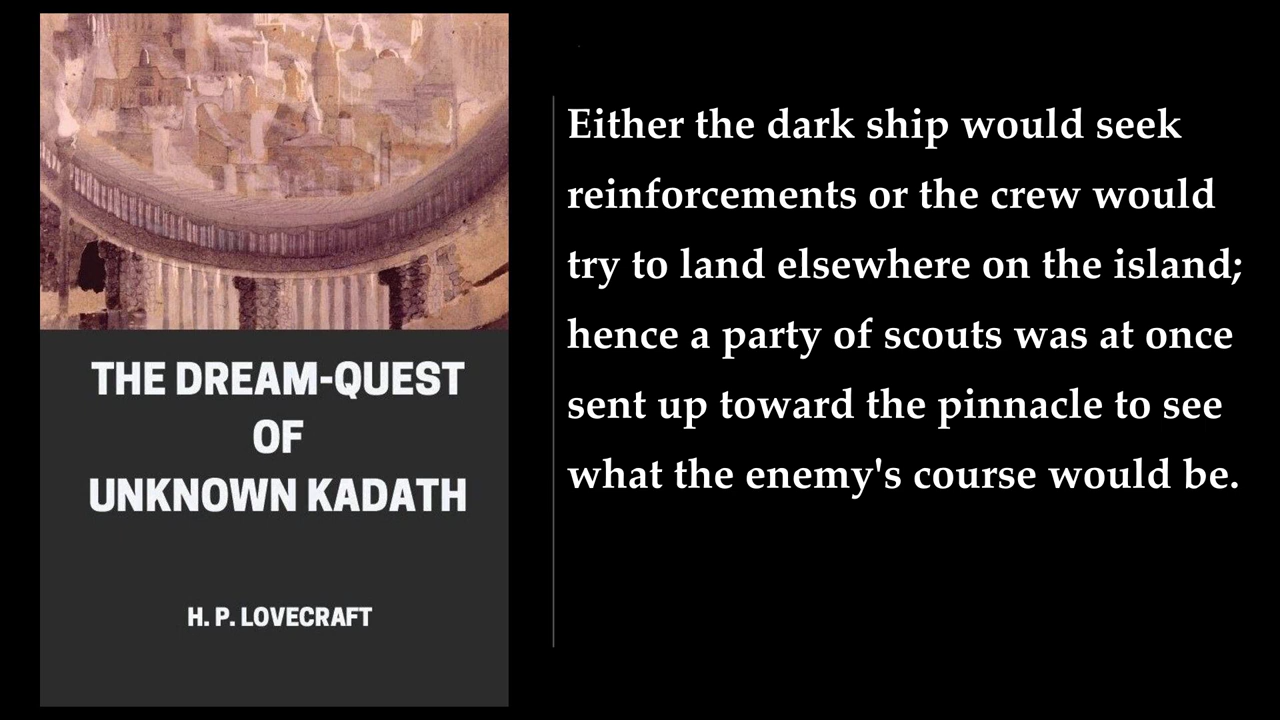 THE DREAM-QUEST
OF
UNKNOWN KADATH
H. P. LOVECRAFT
Either the dark ship would seek
reinforcements or the crew would
try to land elsewhere on the island;
hence a party of scouts was at once
sent up toward the pinnacle to see
what the enemy's course would be.